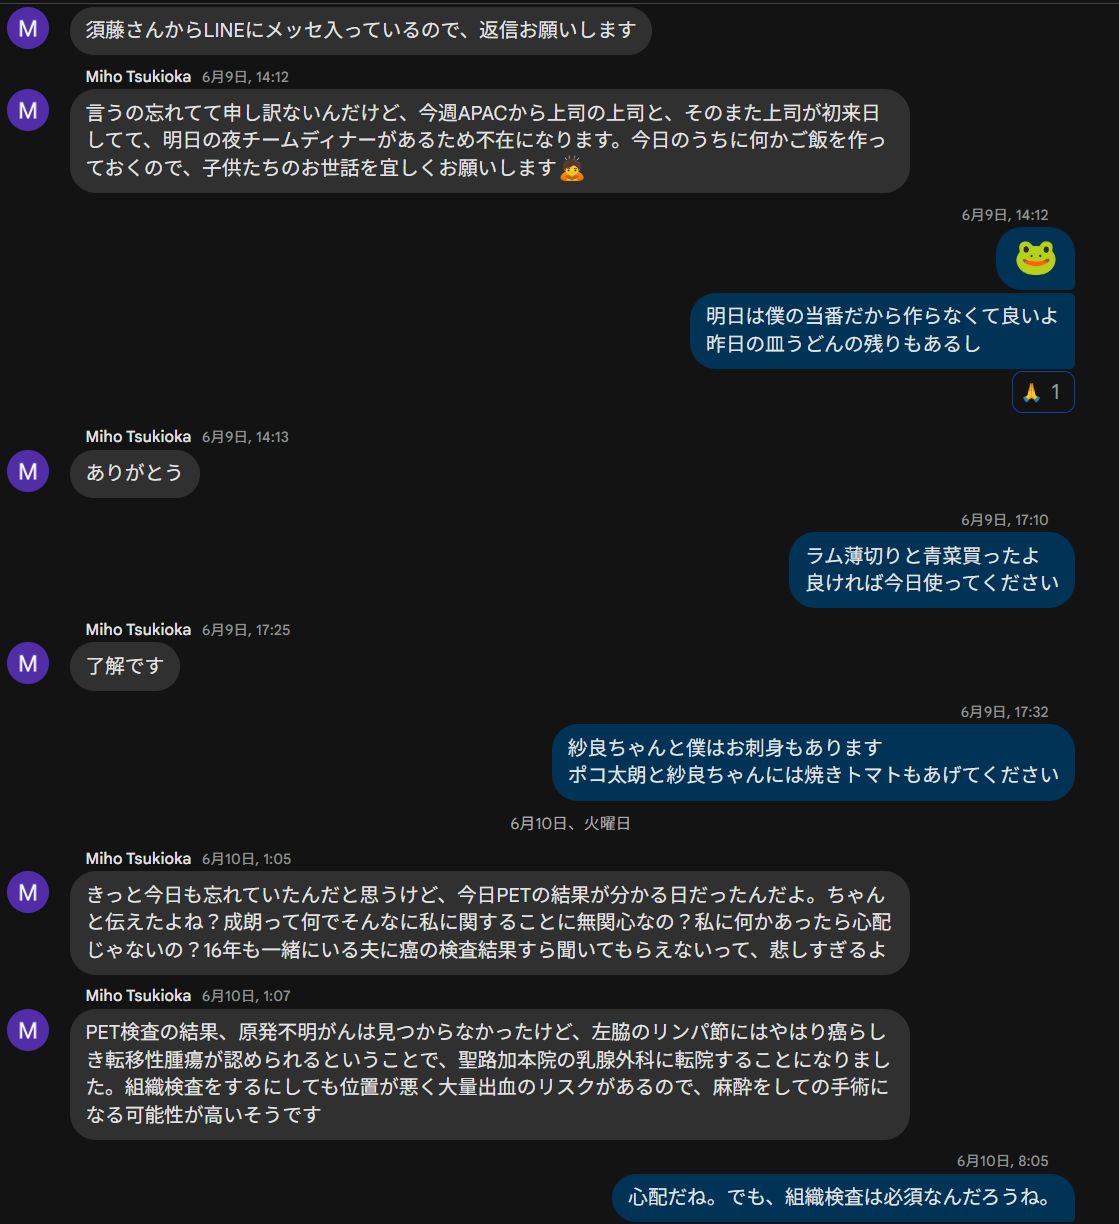 M
須藤さんからLINEにメッセ入っているので、返信お願いします
Miho Tsukioka 6月9日, 14:12
M
言うの忘れてて申し訳ないんだけど、今週APACから上司の上司と、そのまた上司が初来日
してて、明日の夜チームディナーがあるため不在になります。今日のうちに何かご飯を作っ
ておくので、子供たちのお世話を宜しくお願いします🙇
6月9日, 14:12
🐸
明日は僕の当番だから作らなくて良いよ
昨日の皿うどんの残りもあるし
🙏 1
Miho Tsukioka 6月9日, 14:13
M
ありがとう
6月9日, 17:10
ラム薄切りと青菜買ったよ
良ければ今日使ってください
Miho Tsukioka 6月9日, 17:25
M
了解です
6月9日, 17:32
紗良ちゃんと僕はお刺身もあります
ポコ太朗と紗良ちゃんには焼きトマトもあげてください
6月10日、火曜日
Miho Tsukioka 6月10日, 1:05
M
きっと今日も忘れていたんだと思うけど、今日PETの結果が分かる日だったんだよ。ちゃん
と伝えたよね？成朗って何でそんなに私に関することに無関心なの？私に何かあったら心配
じゃないの？16年も一緒にいる夫に癌の検査結果すら聞いてもらえないって、悲しすぎるよ
Miho Tsukioka 6月10日, 1:07
M
PET検査の結果、原発不明がんは見つからなかったけど、左脇のリンパ節にはやはり癌らし
き転移性腫瘍が認められるということで、聖路加本院の乳腺外科に転院することになりまし
た。組織検査をするにしても位置が悪く大量出血のリスクがあるので、麻酔をしての手術に
なる可能性が高いそうです
6月10日, 8:05
心配だね。でも、組織検査は必須なんだろうね。